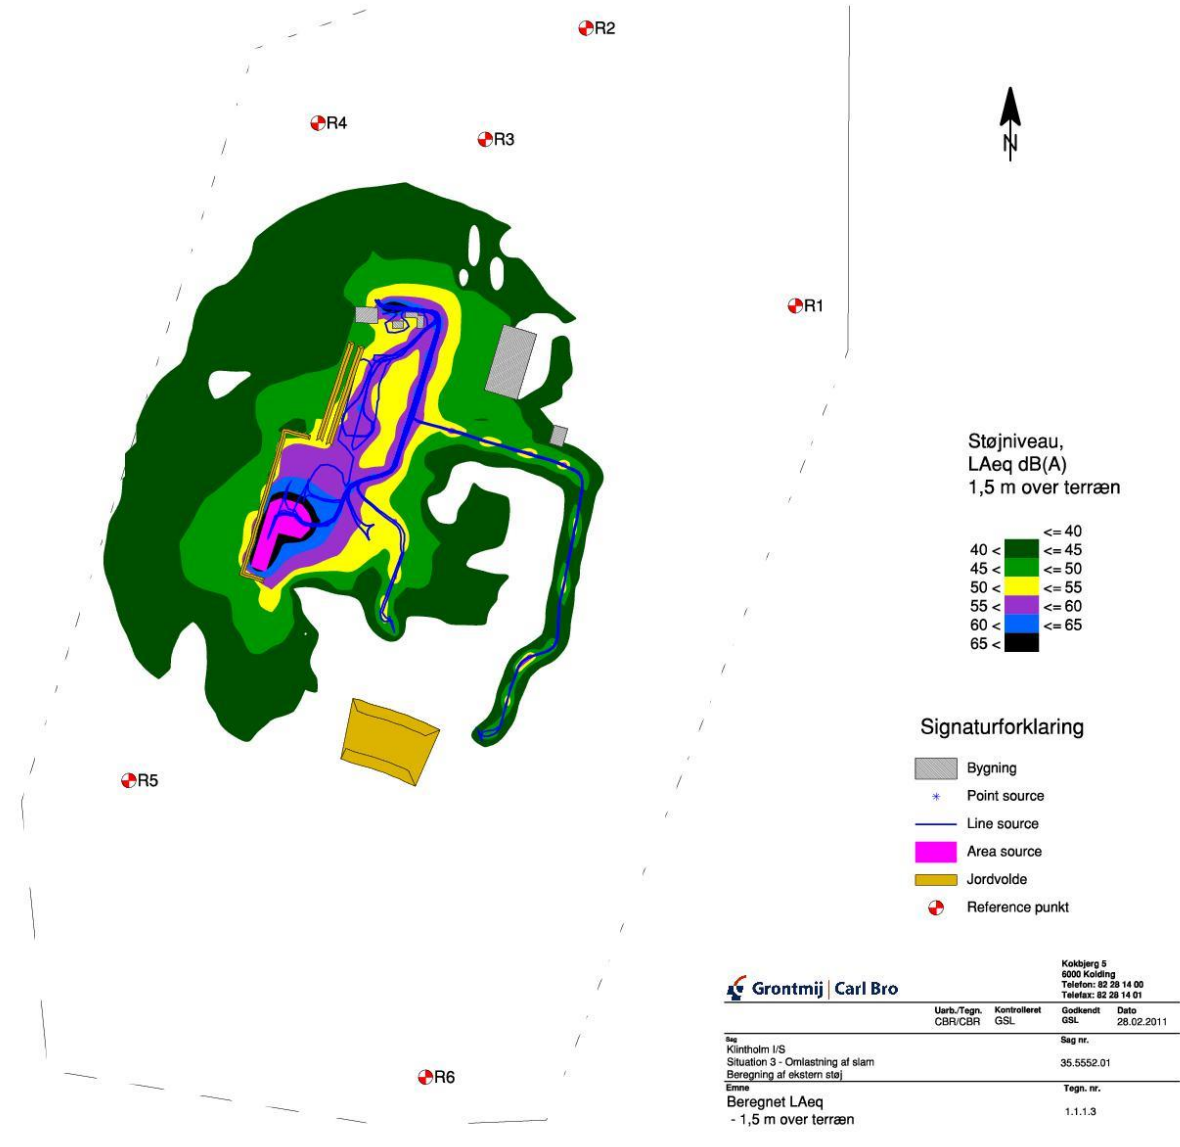 R2
R4
R3
N
R1
Støjniveau,
LAeq dB(A)
1,5 m over terræn
<= 40
40 < <= 45
45 < <= 50
50 < <= 55
55 < <= 60
60 < <= 65
65 <
Signaturforklaring
Bygning
Point source
Line source
Area source
Jordvolde
Reference punkt
R5
R6
Grontmij | Carl Bro
Kokbjerg 5
6000 Kolding
Telefon: 82 28 14 00
Telefax: 82 28 14 01
Uarb./Tegn. Kontrolleret Godkendt Dato
CBR/CBR GSL GSL 28.02.2011
Sag Sag nr.
Klintholm I/S
Situation 3 - Omlastning af slam 35.5552.01
Beregning af ekstern støj
Emne Tegn. nr.
Beregnet LAeq
- 1,5 m over terræn 1.1.1.3